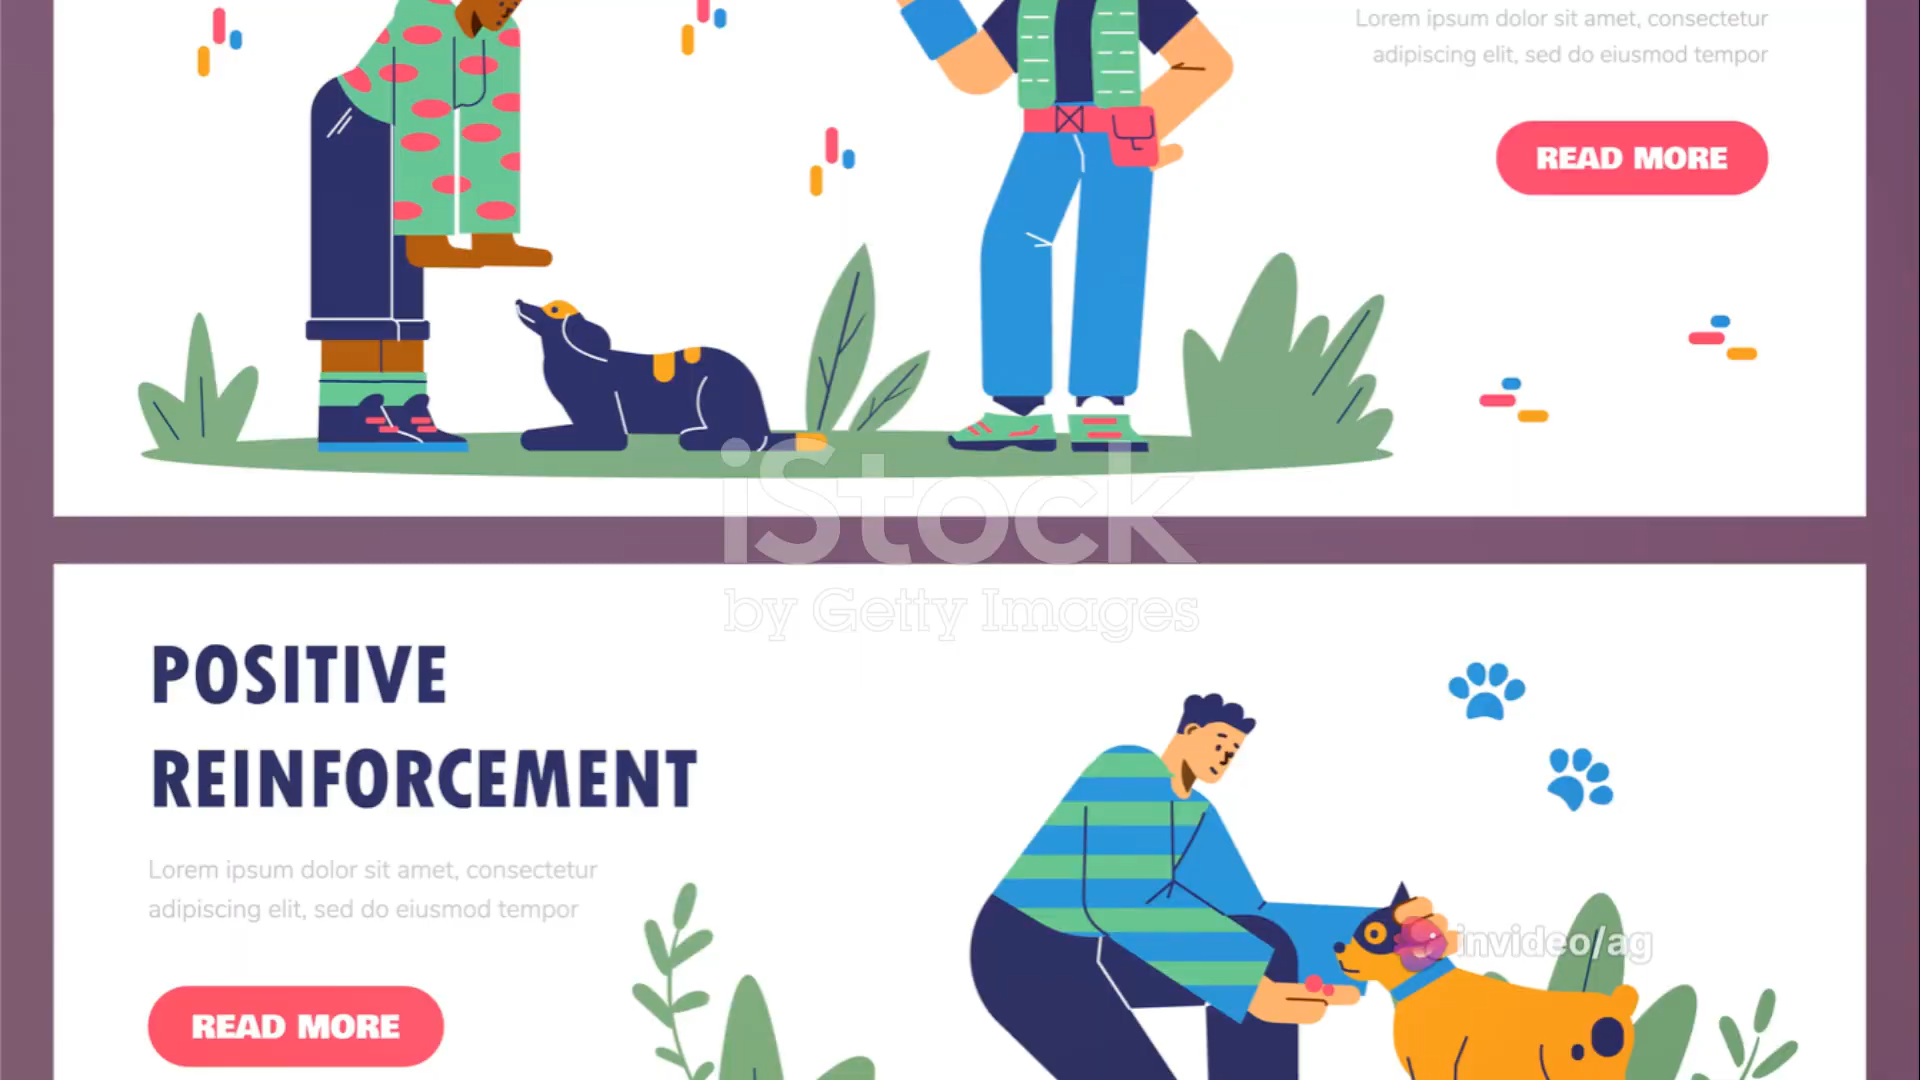 Lorem ipsum dolor sit amet, consectetur
adipiscing elit, sed do eiusmod tempor
READ MORE
iStock
by Getty Images
POSITIVE
REINFORCEMENT
Lorem ipsum dolor sit amet, consectetur
adipiscing elit, sed do eiusmod tempor
invideo/ag
READ MORE